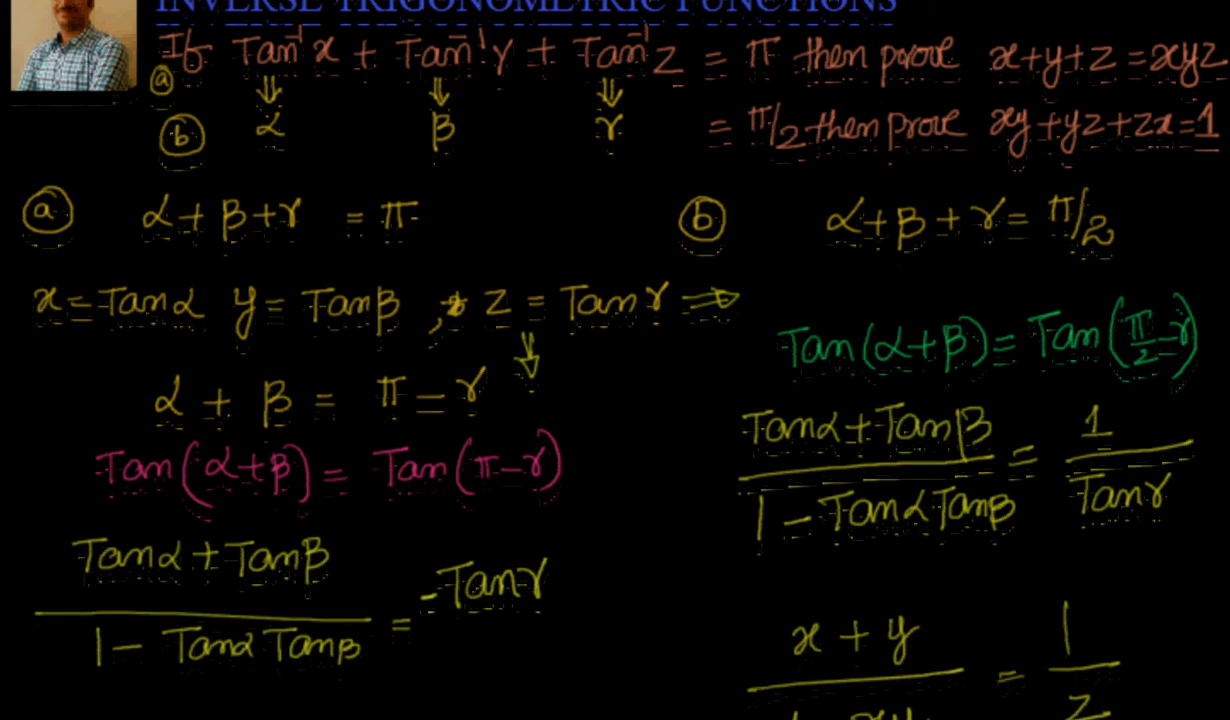 INVERSE TRIGONOMETRIC FUNCTIONS
If Tan⁻¹x + Tan⁻¹y + Tan⁻¹z = π then prove x+y+z = xyz
ⓐ ⇓ ⇓ ⇓
ⓑ α β γ = π/2 then prove xy+yz+zx=1
ⓐ α + β + γ = π
x = Tanα y = Tanβ , z = Tanγ ⇒
⇓
α + β = π − γ
Tan(α+β) = Tan(π−γ)
Tanα + Tanβ
———— = -Tanγ
1 − Tanα Tanβ
ⓑ α + β + γ = π/2
Tan(α+β) = Tan(π/2 − γ)
Tanα + Tanβ 1
———— = ————
1 − Tanα Tanβ Tanγ
x + y 1
———— = ————
1 − xy z